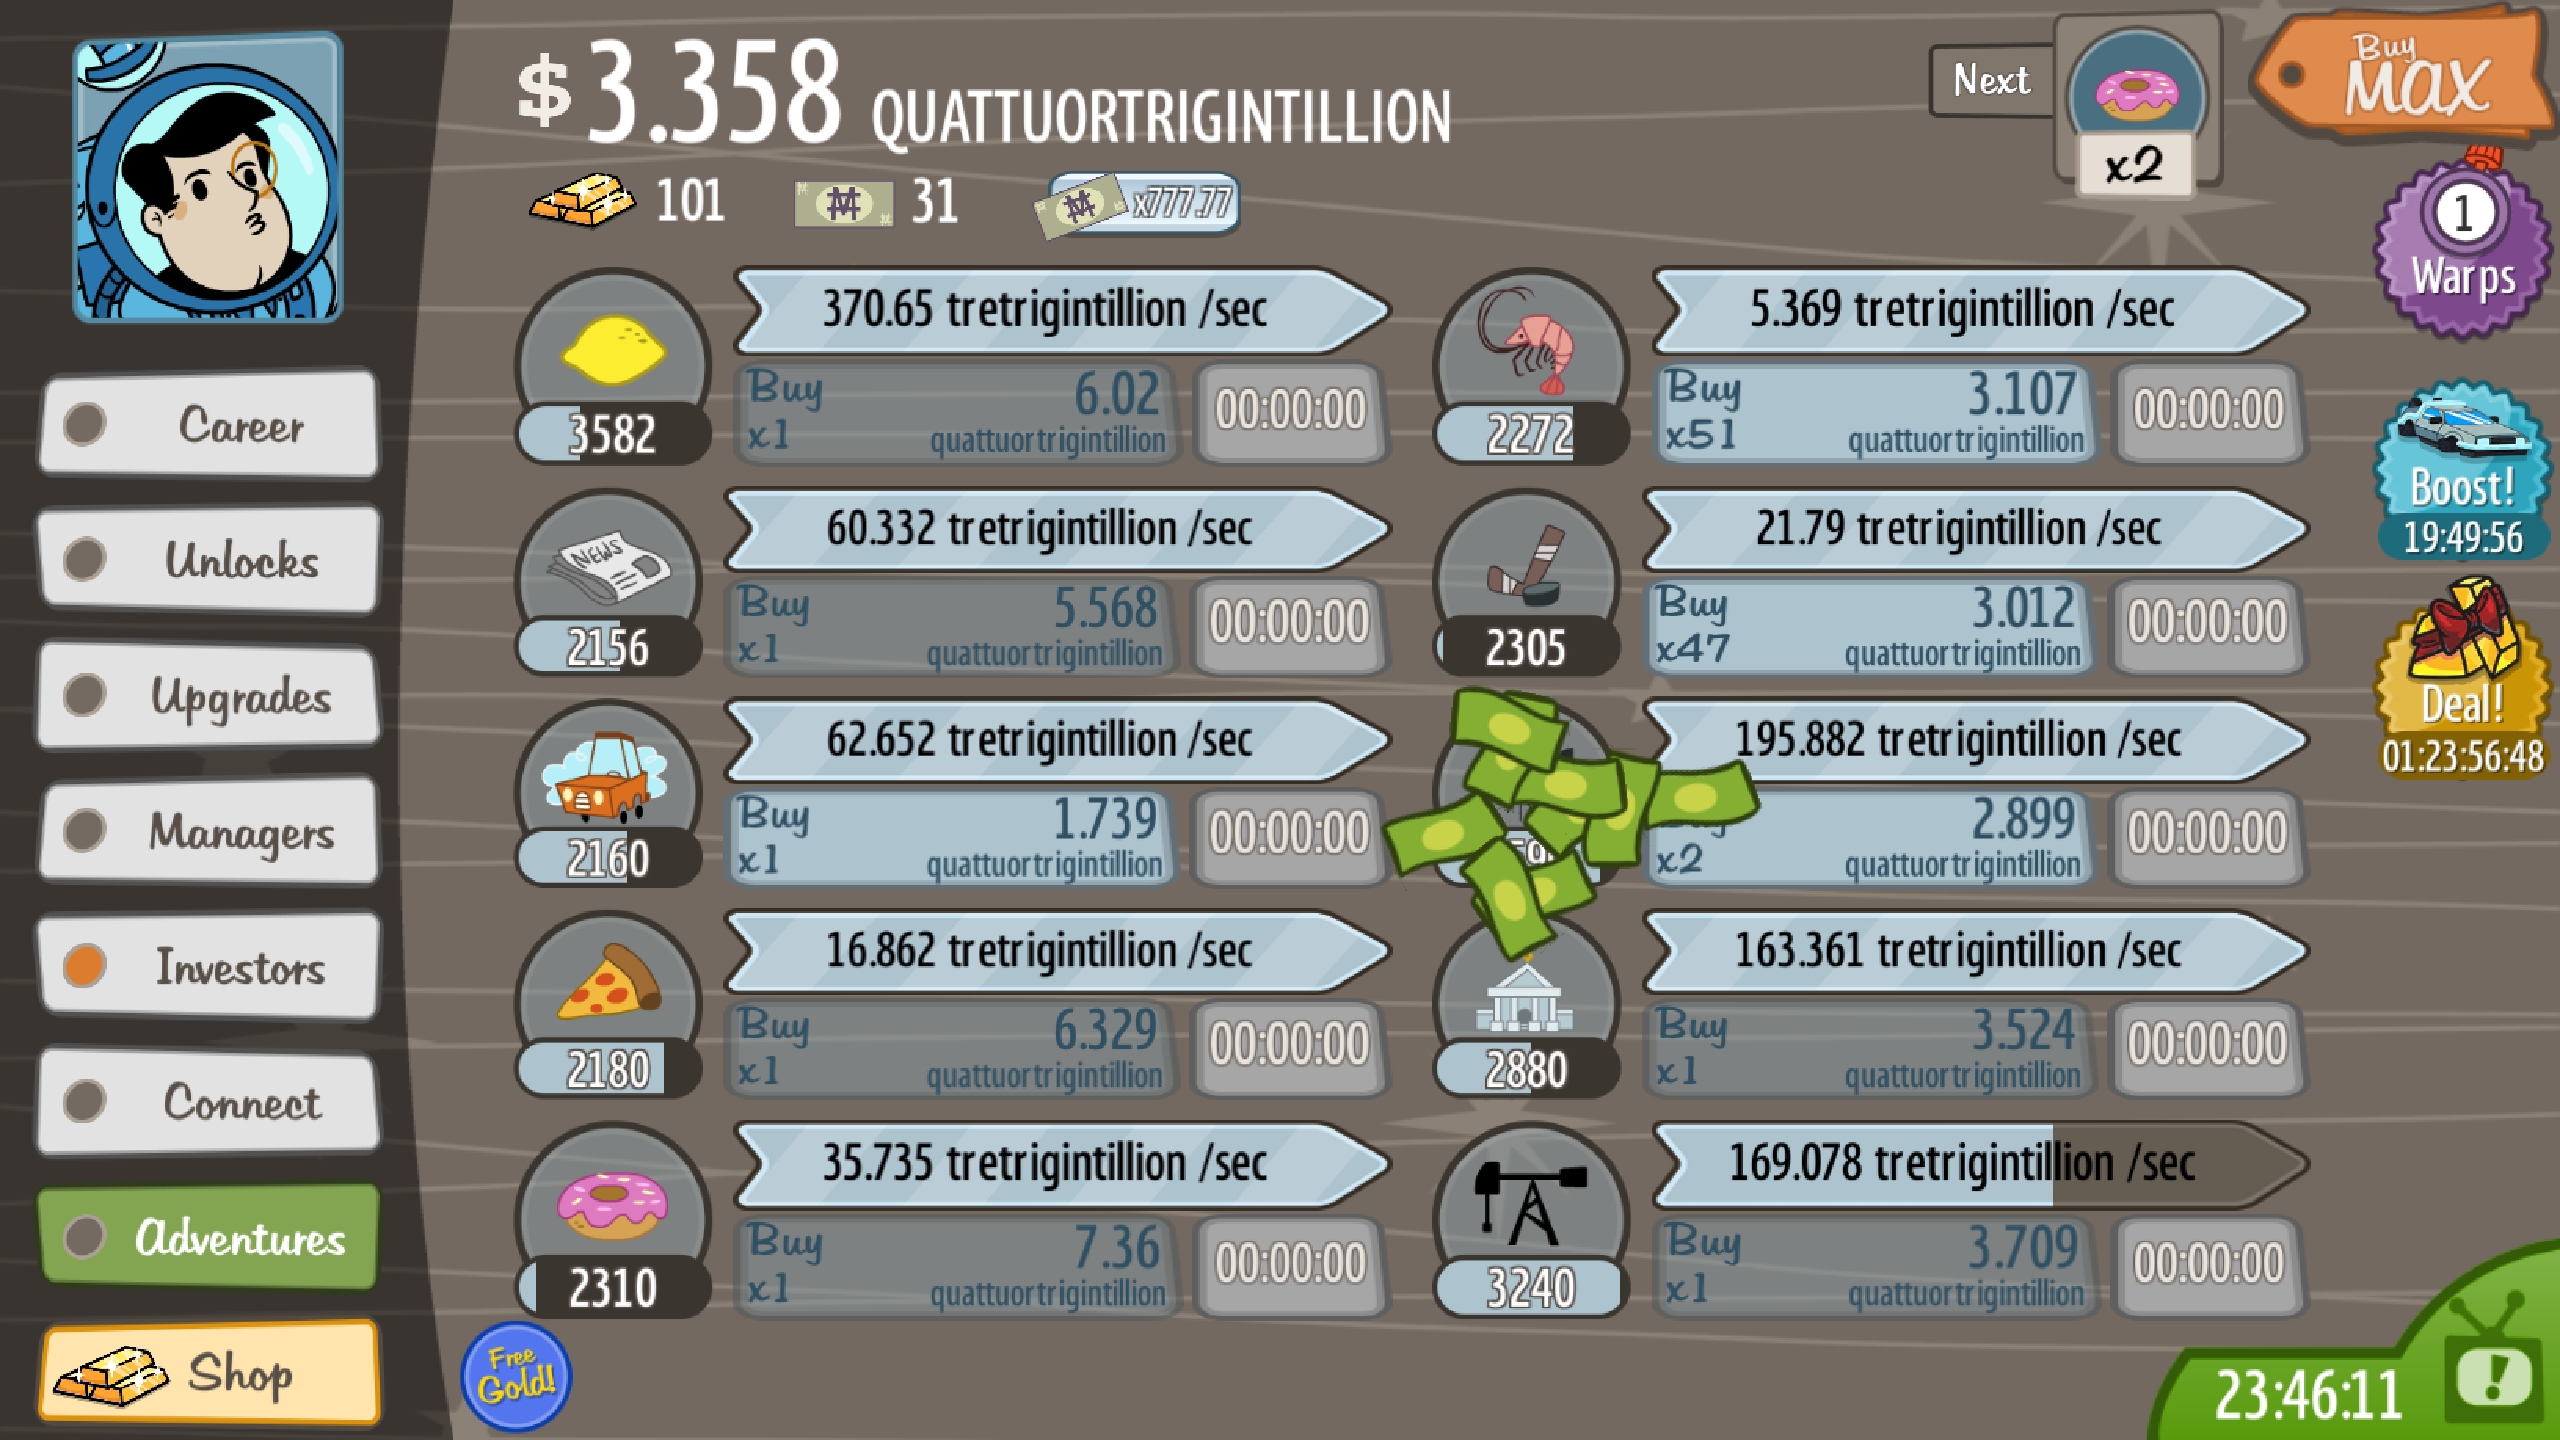 $3.358 QUATTUORTRIGINTILLION
Next
x2
Buy
MAX
101
31
x777.77
1
Warps
Boost!
19:49:56
Deal!
01:23:56:48
Career
Unlocks
Upgrades
Managers
Investors
Connect
Adventures
Shop
370.65 tretrigintillion /sec
3582
Buy
x1
6.02
quattuortrigintillion
00:00:00
NEWS
60.332 tretrigintillion /sec
2156
Buy
x1
5.568
quattuortrigintillion
00:00:00
62.652 tretrigintillion /sec
2160
Buy
x1
1.739
quattuortrigintillion
00:00:00
16.862 tretrigintillion /sec
2180
Buy
x1
6.329
quattuortrigintillion
00:00:00
35.735 tretrigintillion /sec
2310
Buy
x1
7.36
quattuortrigintillion
00:00:00
5.369 tretrigintillion /sec
2272
Buy
x51
3.107
quattuortrigintillion
00:00:00
21.79 tretrigintillion /sec
2305
Buy
x47
3.012
quattuortrigintillion
00:00:00
195.882 tretrigintillion /sec
x2
2.899
quattuortrigintillion
00:00:00
163.361 tretrigintillion /sec
2880
Buy
x1
3.524
quattuortrigintillion
00:00:00
169.078 tretrigintillion /sec
3240
Buy
x1
3.709
quattuortrigintillion
00:00:00
Free
Gold!
23:46:11